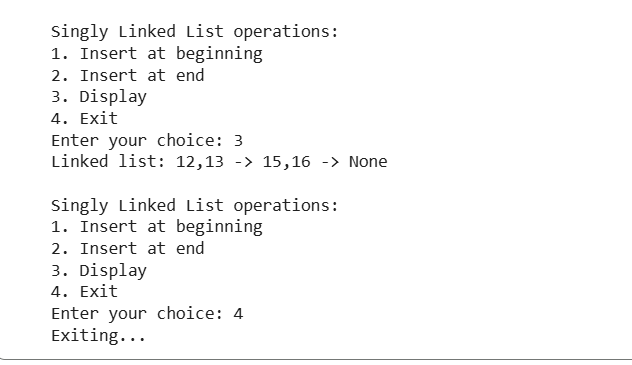 Singly Linked List operations:
1. Insert at beginning
2. Insert at end
3. Display
4. Exit
Enter your choice: 3
Linked list: 12,13 -> 15,16 -> None
Singly Linked List operations:
1. Insert at beginning
2. Insert at end
3. Display
4. Exit
Enter your choice: 4
Exiting...